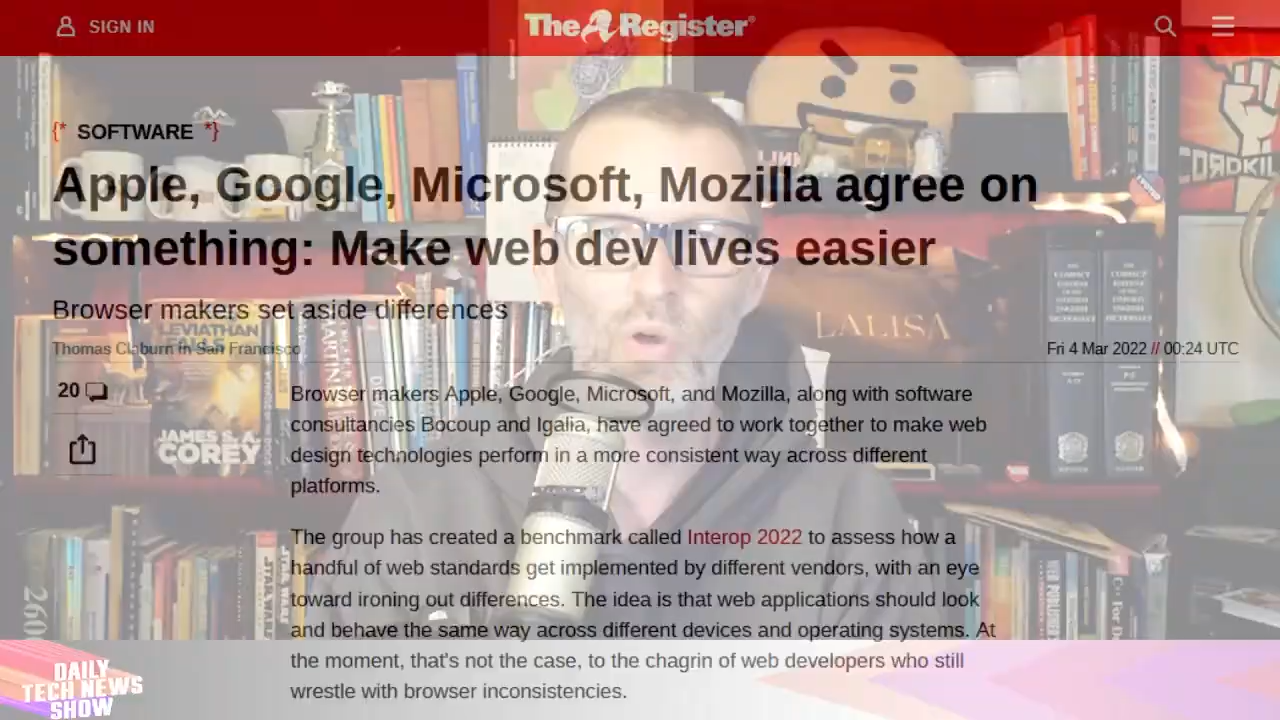 SIGN IN
The Register
{* SOFTWARE *}
Apple, Google, Microsoft, Mozilla agree on
something: Make web dev lives easier
Browser makers set aside differences
Thomas Claburn in San Francisco
Fri 4 Mar 2022 // 00:24 UTC
20
Browser makers Apple, Google, Microsoft, and Mozilla, along with software
consultancies Bocoup and Igalia, have agreed to work together to make web
design technologies perform in a more consistent way across different
platforms.
The group has created a benchmark called Interop 2022 to assess how a
handful of web standards get implemented by different vendors, with an eye
toward ironing out differences. The idea is that web applications should look
and behave the same way across different devices and operating systems. At
the moment, that's not the case, to the chagrin of web developers who still
wrestle with browser inconsistencies.
LEVIATHAN
FALLS
JAMES S. A.
COREY
LALISA
DAILY
TECH NEWS
SHOW